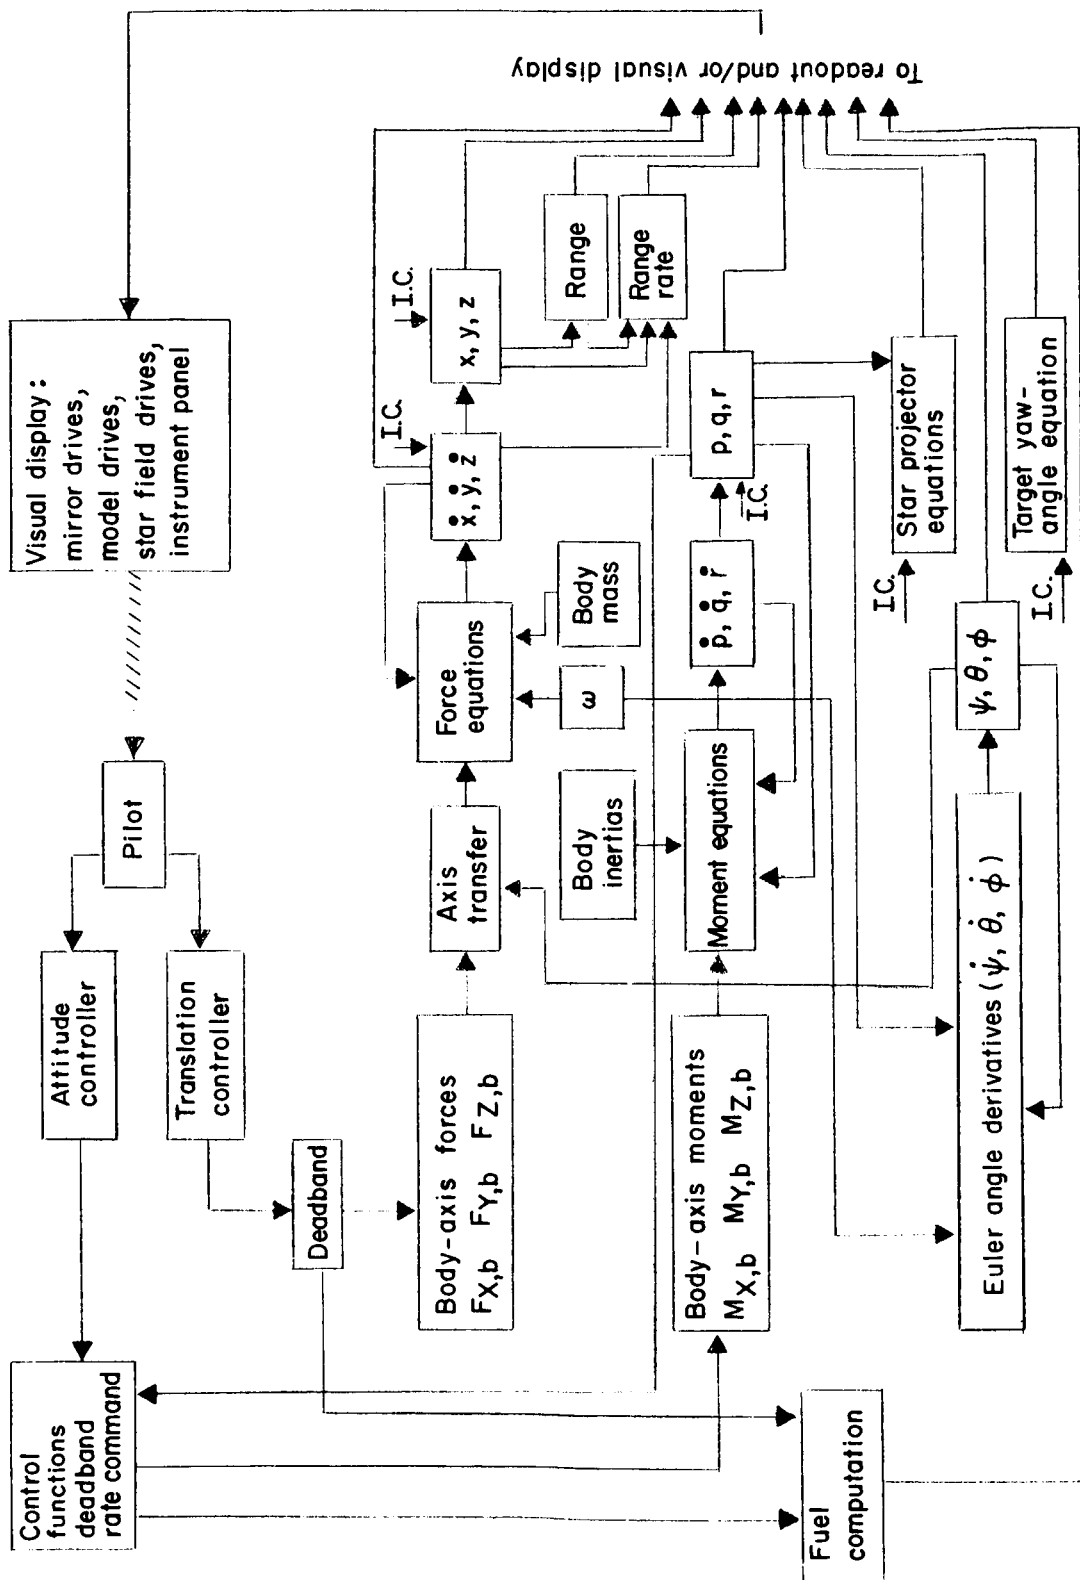 Visual display:
mirror drives,
model drives,
star field drives,
instrument panel
Pilot
Attitude
controller
Translation
controller
Control
functions
deadband
rate command
Deadband
Body-axis forces
FX,b FY,b FZ,b
Axis
transfer
Force
equations
ẋ, ẏ, ż
I.C.
x, y, z
I.C.
Range
Range
rate
Body
mass
ω
Body
inertias
Body-axis moments
MX,b MY,b MZ,b
Moment equations
ṗ, q̇, ṙ
p, q, r
I.C.
Star projector
equations
I.C.
Target yaw-
angle equation
I.C.
Euler angle derivatives (ψ̇, θ̇, φ̇)
ψ, θ, φ
Fuel
computation
To readout and/or visual display